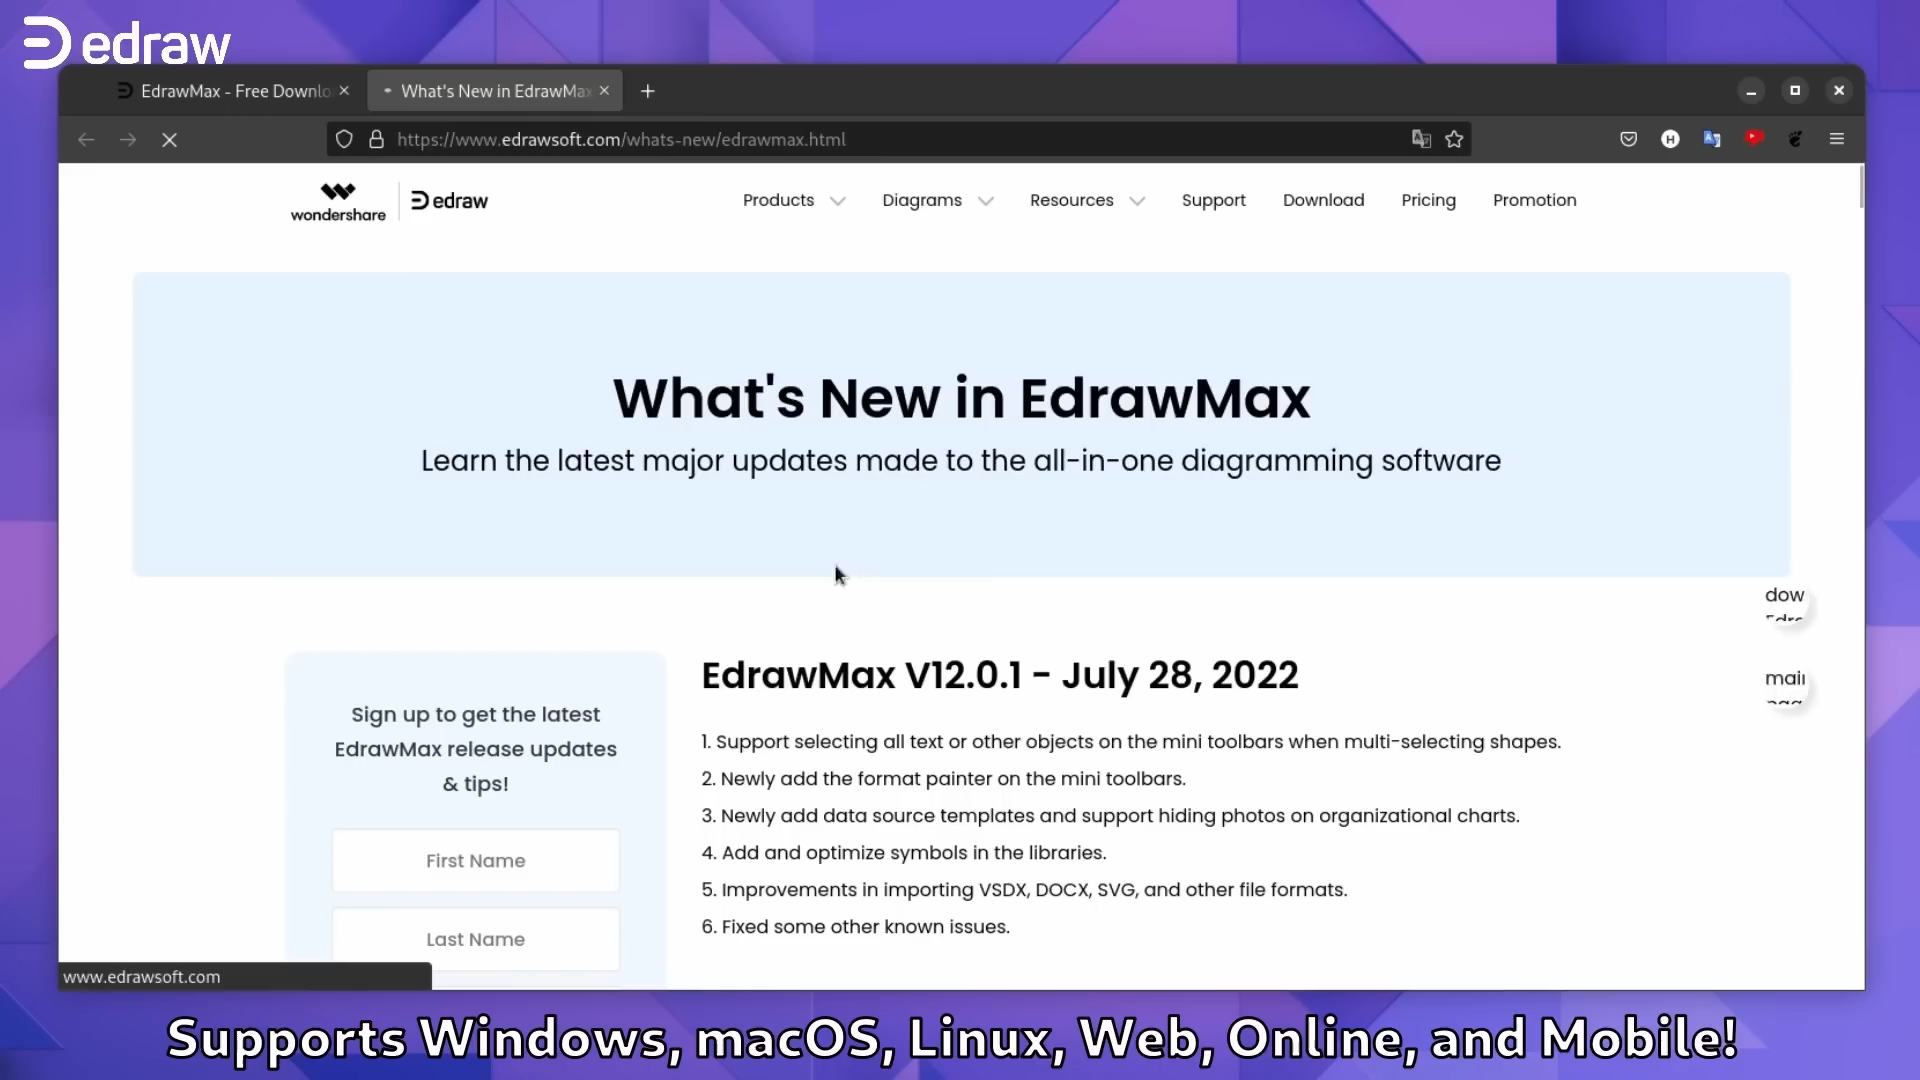 edraw
EdrawMax - Free Downlo
What's New in EdrawMax
https://www.edrawsoft.com/whats-new/edrawmax.html
wondershare edraw
Products Diagrams Resources Support Download Pricing Promotion
What's New in EdrawMax
Learn the latest major updates made to the all-in-one diagramming software
dow
main
Sign up to get the latest
EdrawMax release updates
& tips!
First Name
Last Name
EdrawMax V12.0.1 - July 28, 2022
1. Support selecting all text or other objects on the mini toolbars when multi-selecting shapes.
2. Newly add the format painter on the mini toolbars.
3. Newly add data source templates and support hiding photos on organizational charts.
4. Add and optimize symbols in the libraries.
5. Improvements in importing VSDX, DOCX, SVG, and other file formats.
6. Fixed some other known issues.
www.edrawsoft.com
Supports Windows, macOS, Linux, Web, Online, and Mobile!